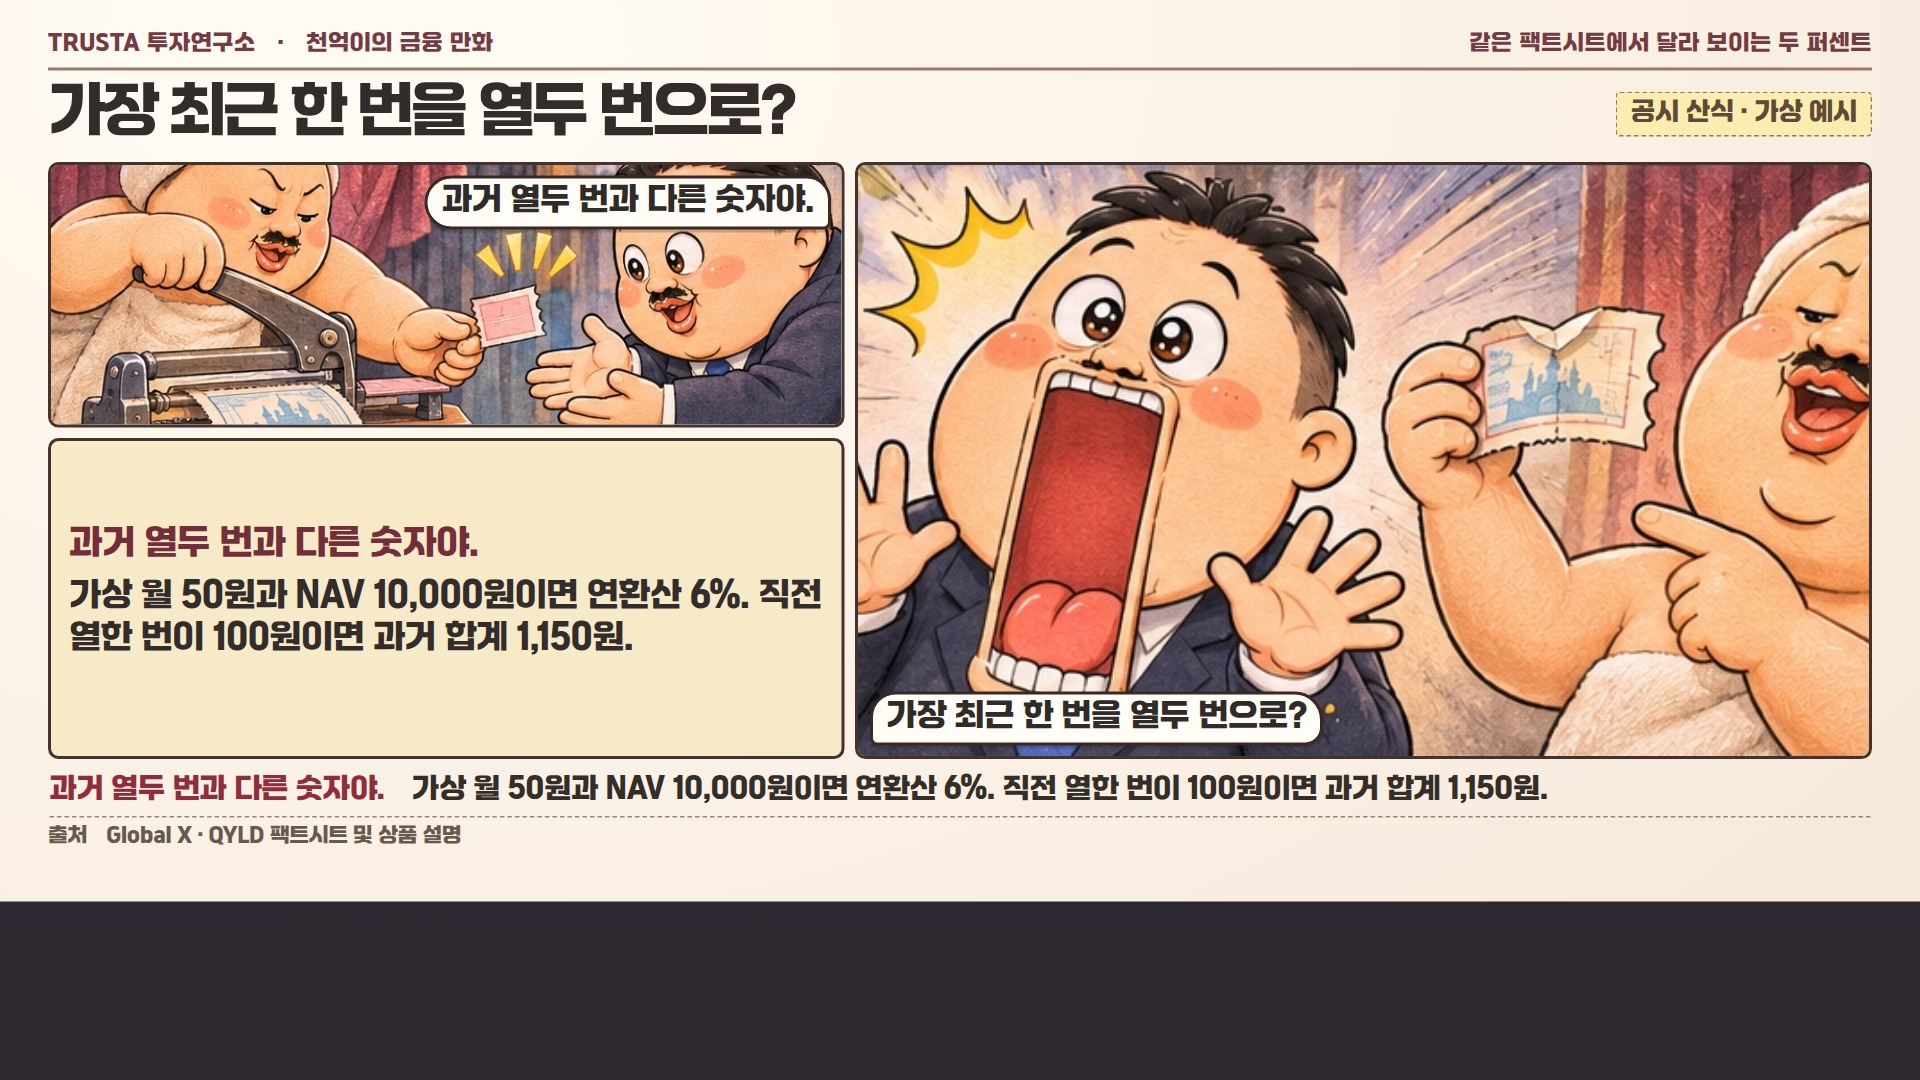 TRUSTA 투자연구소 · 천억이의 금융 만화
같은 팩트시트에서 달라 보이는 두 퍼센트
가장 최근 한 번을 열두 번으로?
공시 산식 · 가상 예시
과거 열두 번과 다른 숫자야.
과거 열두 번과 다른 숫자야.
가상 월 50원과 NAV 10,000원이면 연환산 6%. 직전
열한 번이 100원이면 과거 합계 1,150원.
가장 최근 한 번을 열두 번으로?
과거 열두 번과 다른 숫자야. 가상 월 50원과 NAV 10,000원이면 연환산 6%. 직전 열한 번이 100원이면 과거 합계 1,150원.
출처 Global X · QYLD 팩트시트 및 상품 설명